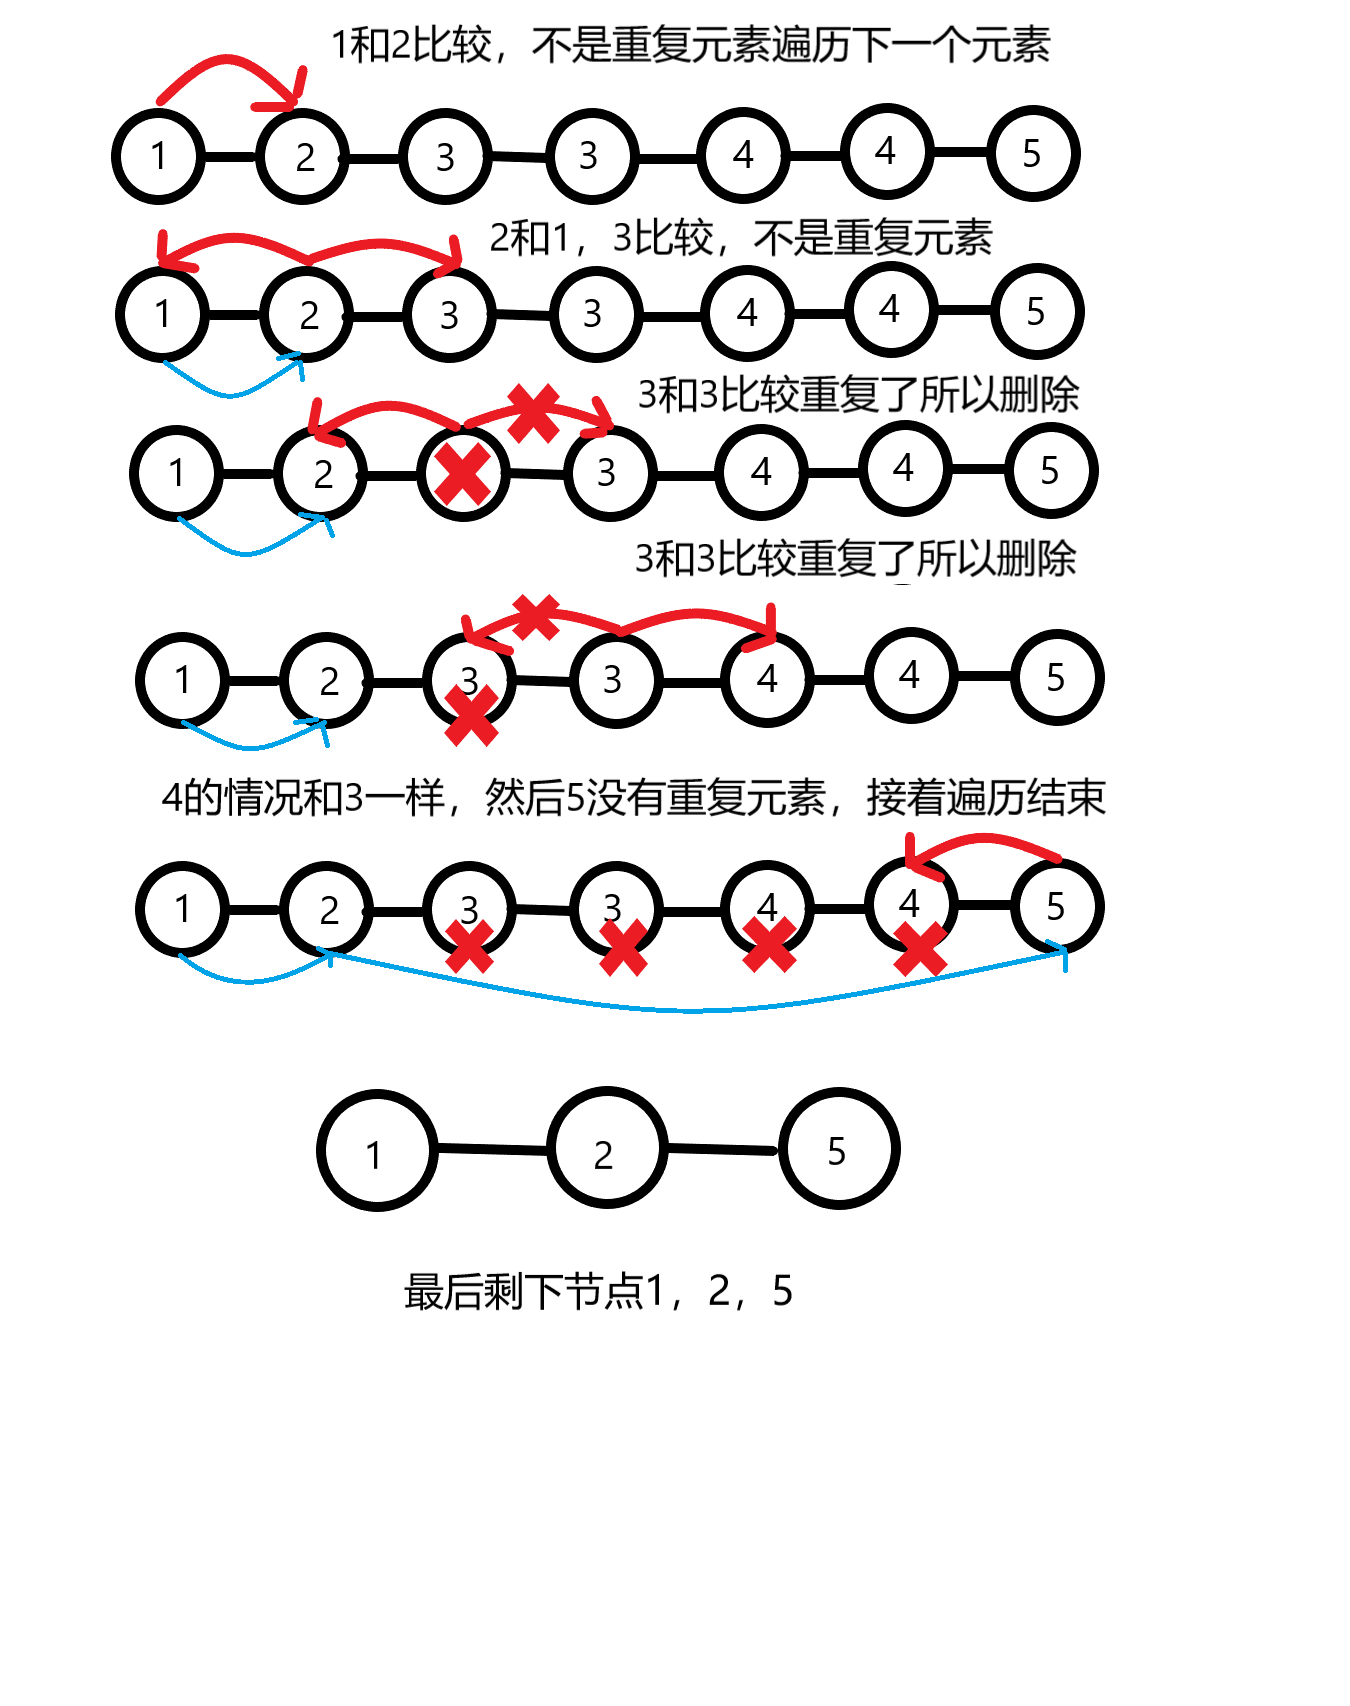 1和2比较，不是重复元素遍历下一个元素
1 2 3 3 4 4 5
2和1，3比较，不是重复元素
1 2 3 3 4 4 5
3和3比较重复了所以删除
1 2 3 4 4 5
3和3比较重复了所以删除
1 2 3 3 4 4 5
4的情况和3一样，然后5没有重复元素，接着遍历结束
1 2 3 3 4 4 5
1 2 5
最后剩下节点1，2，5